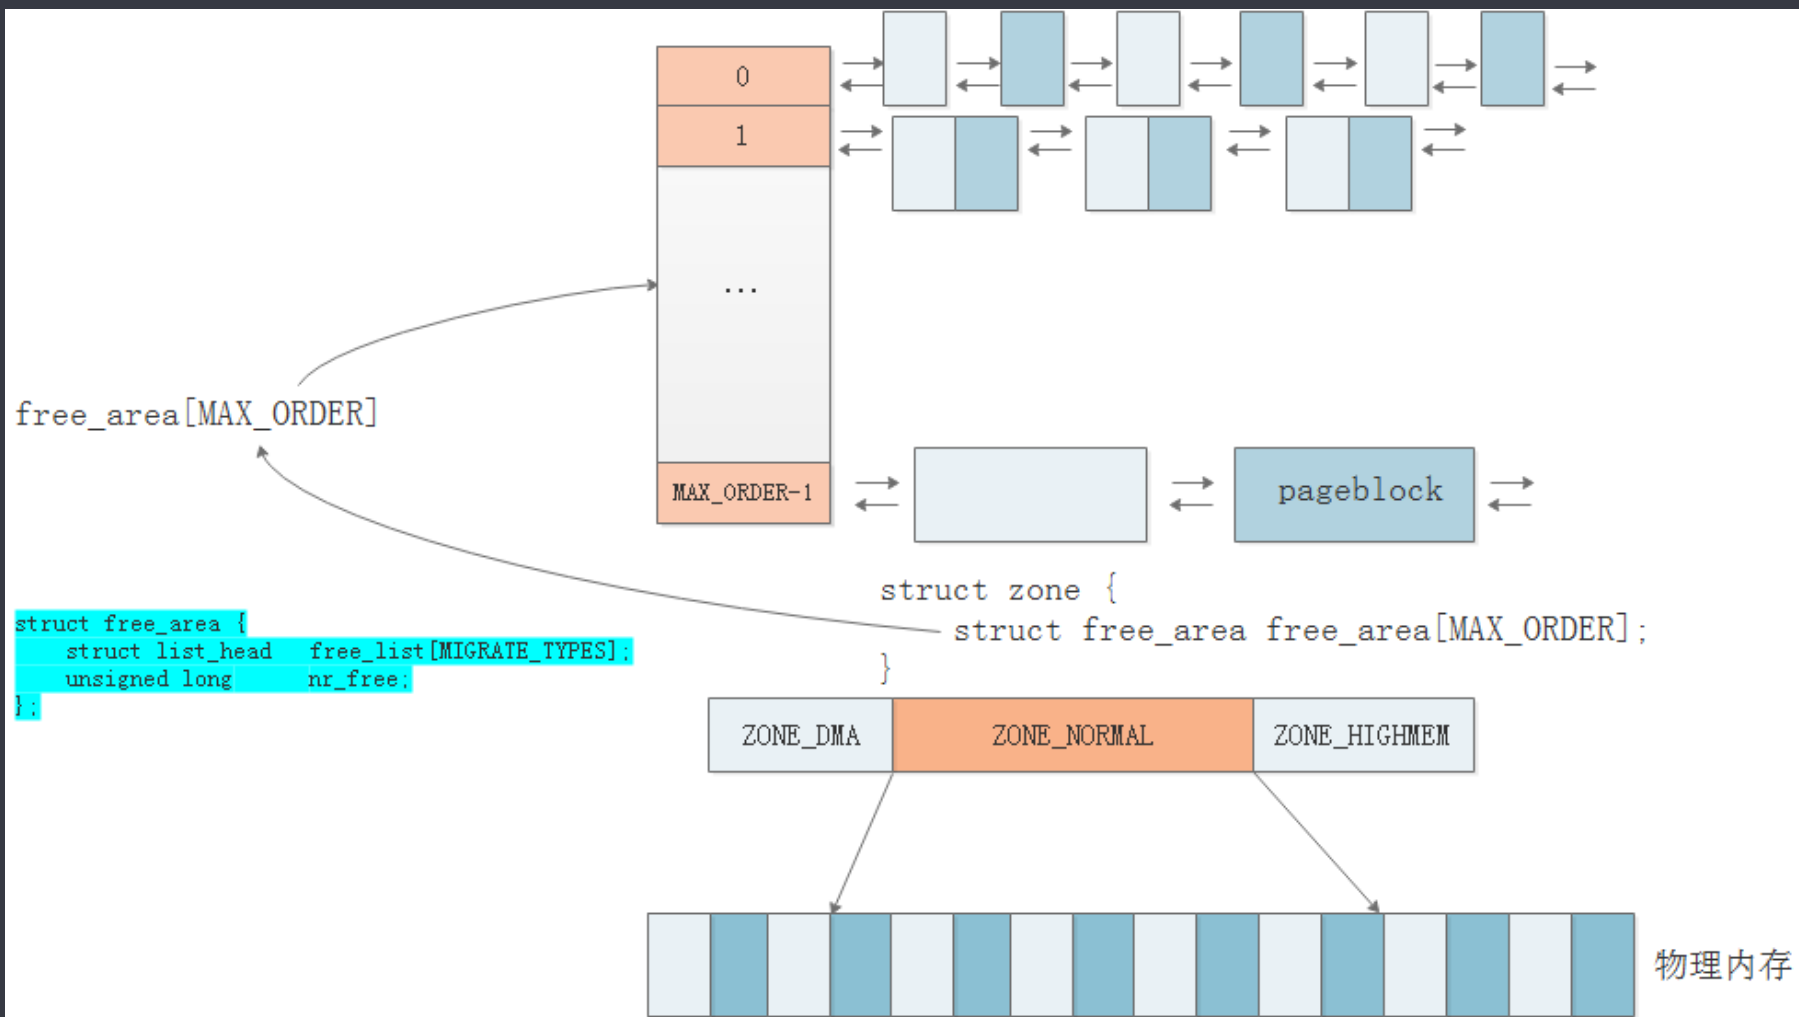 0
1
...
free_area[MAX_ORDER]
MAX_ORDER-1
pageblock
struct zone {
struct free_area free_area[MAX_ORDER];
}
struct free_area {
struct list_head free_list[MIGRATE_TYPES];
unsigned long nr_free;
};
ZONE_DMA
ZONE_NORMAL
ZONE_HIGHMEM
物理内存